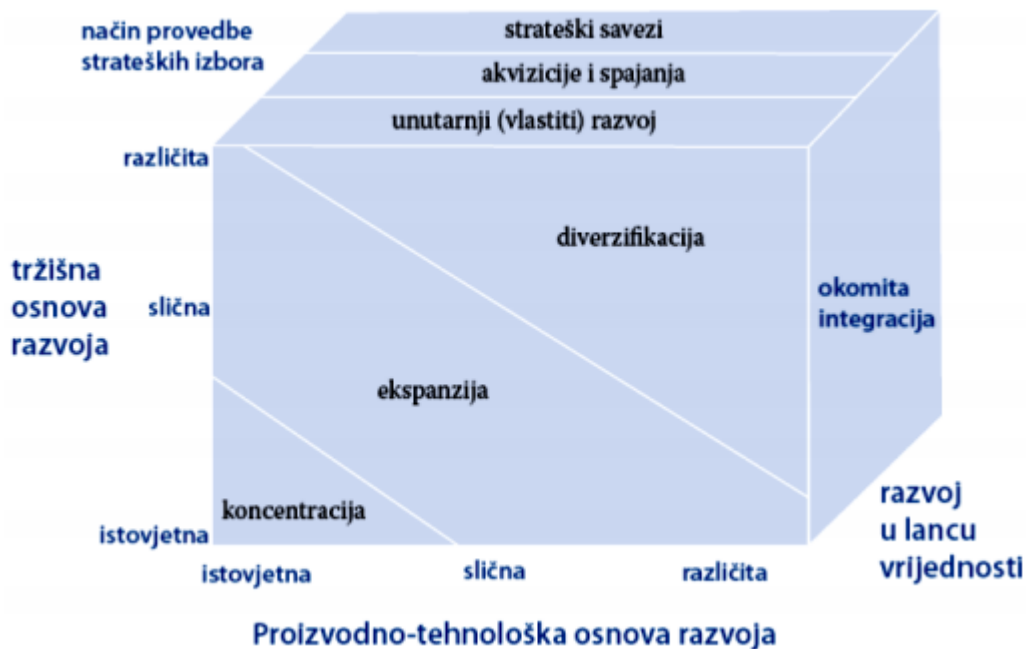 način provedbe
strateških izbora
strateški savezi
akvizicije i spajanja
unutarnji (vlastiti) razvoj
različita
diverzifikacija
tržišna
osnova
razvoja
slična
okomita
integracija
ekspanzija
koncentracija
istovjetna
istovjetna
slična
različita
razvoj
u lancu
vrijednosti
Proizvodno-tehnološka osnova razvoja